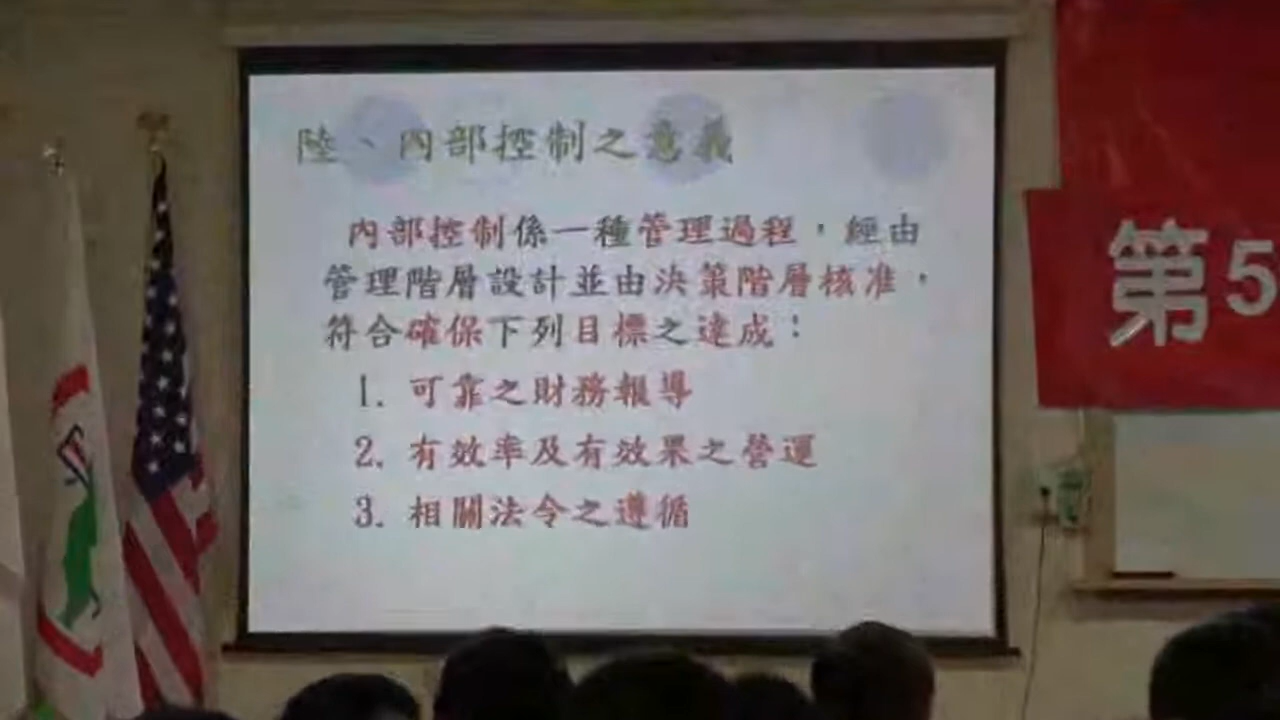 陸、內部控制之意義
內部控制係一種管理過程，經由
管理階層設計並由決策階層核准，
符合確保下列目標之達成：
1. 可靠之財務報導
2. 有效率及有效果之營運
3. 相關法令之遵循
第5